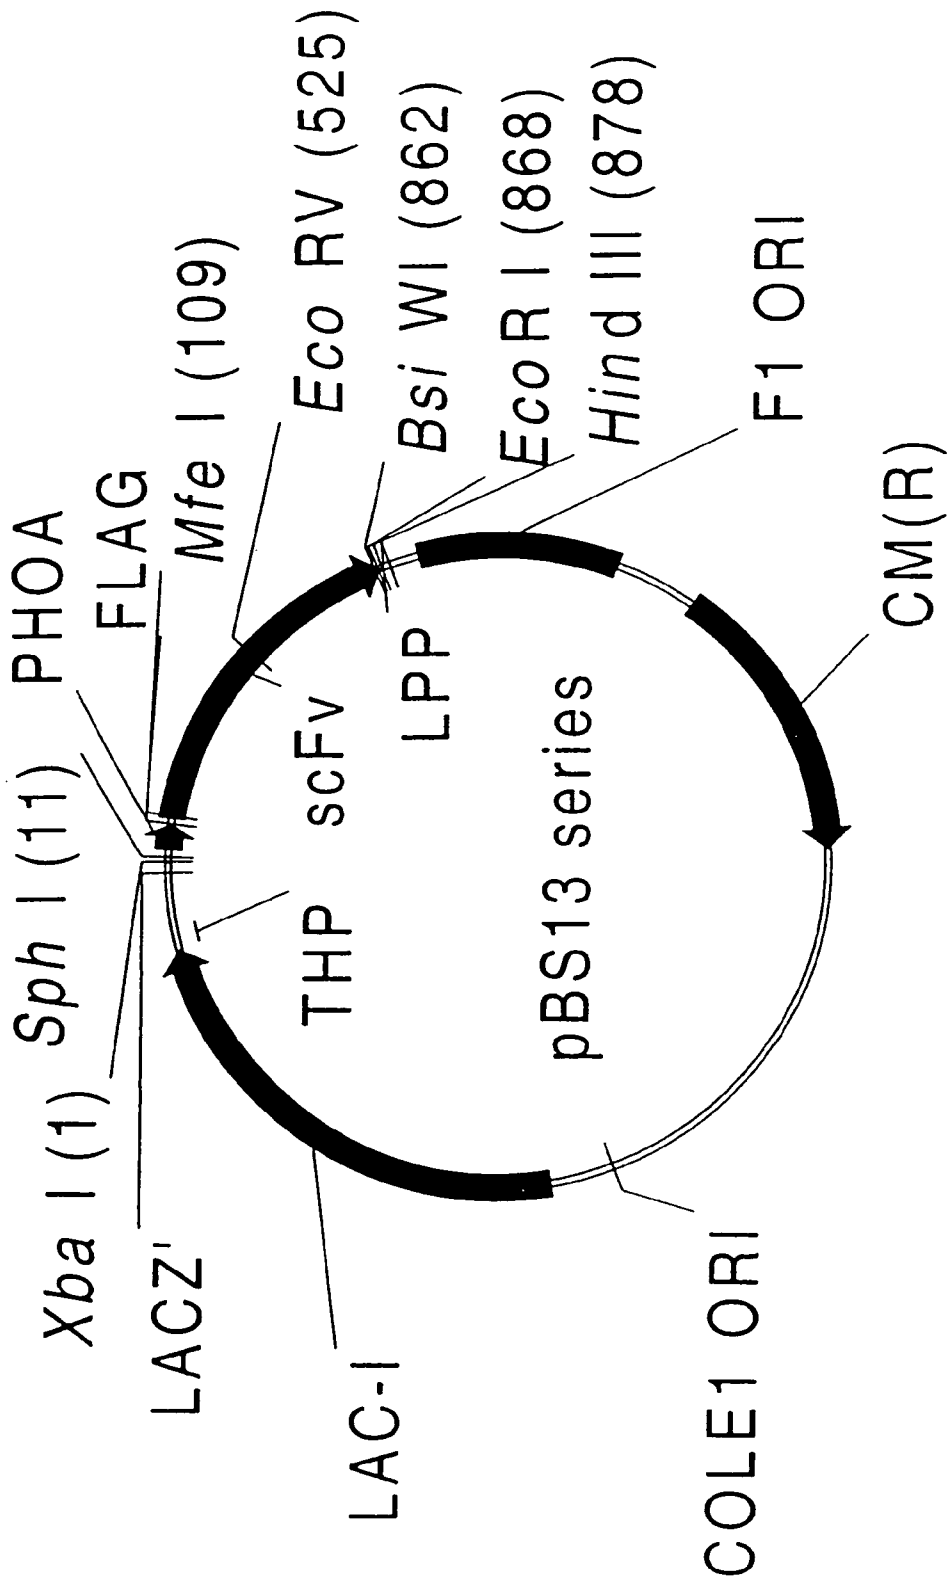 Xba I (1)
Sph I (11)
PHOA
FLAG
Mfe I (109)
Eco RV (525)
Bsi WI (862)
EcoR I (868)
Hind III (878)
F1 ORI
CM(R)
COLE1 ORI
LAC-I
LACZ'
THP
scFv
LPP
pBS13 series